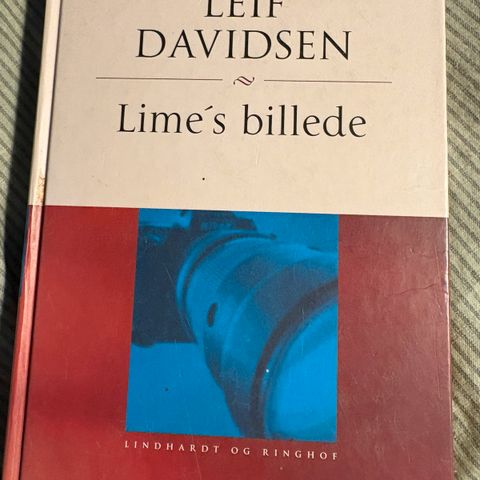 LEIF
DAVIDSEN
Lime´s billede
LINDHARDT OG RINGHOF